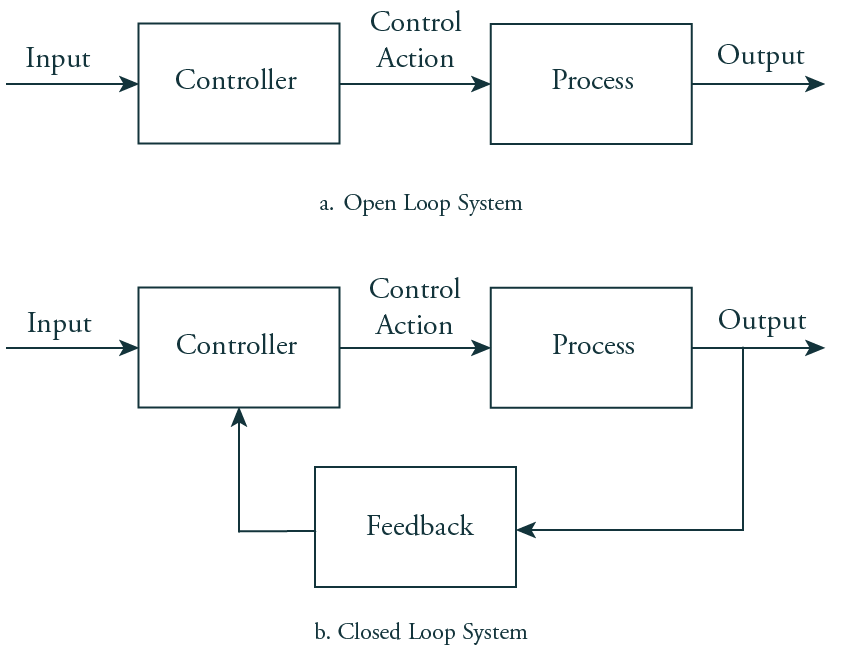 Input
Controller
Control
Action
Process
Output
a. Open Loop System
Input
Controller
Control
Action
Process
Output
Feedback
b. Closed Loop System